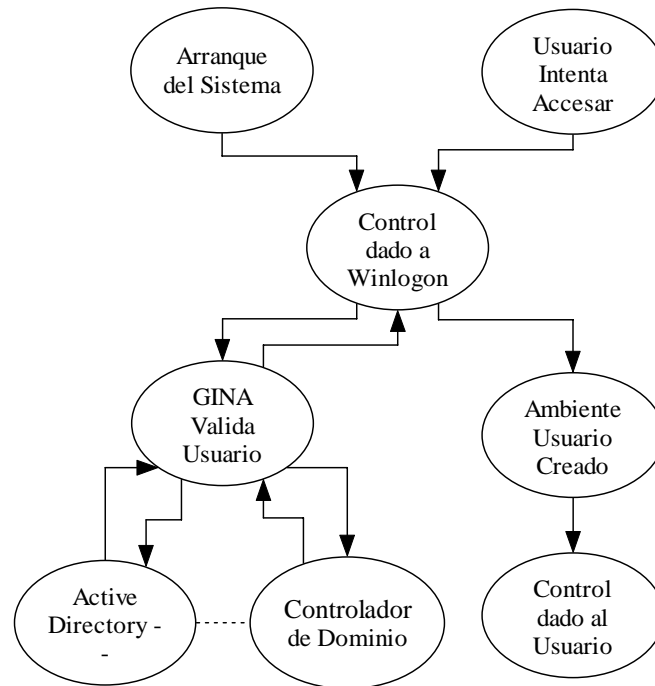 Arranque
del Sistema
Usuario
Intenta
Accesar
Control
dado a
Winlogon
GINA
Valida
Usuario
Ambiente
Usuario
Creado
Active
Directory -
-
Controlador
de Dominio
Control
dado al
Usuario